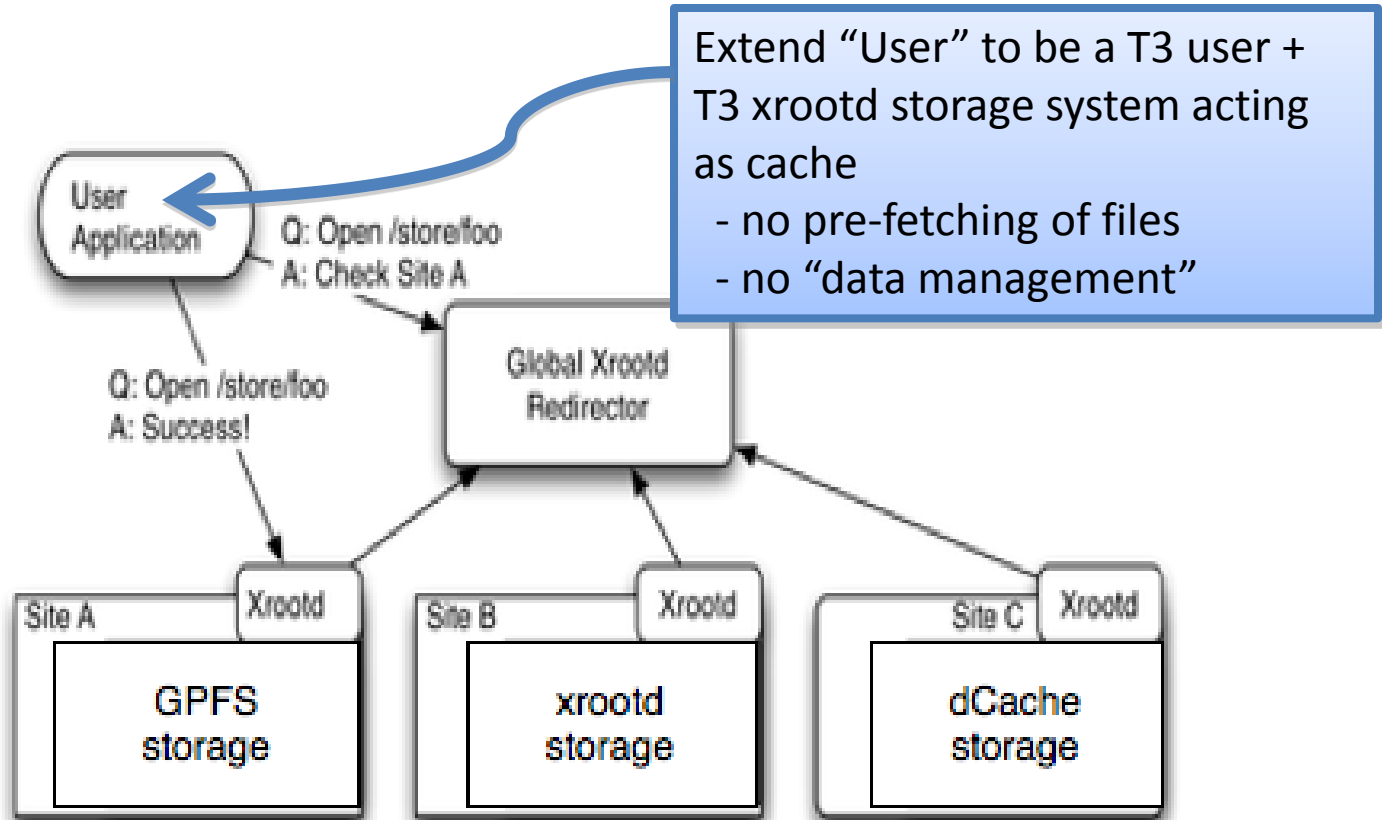 Extend “User” to be a T3 user +
T3 xrootd storage system acting
as cache
- no pre-fetching of files
- no “data management”
User
Application
Q: Open /store/foo
A: Check Site A
Global Xrootd
Redirector
Q: Open /store/foo
A: Success!
Site A
Xrootd
GPFS
storage
Site B
Xrootd
xrootd
storage
Site C
Xrootd
dCache
storage